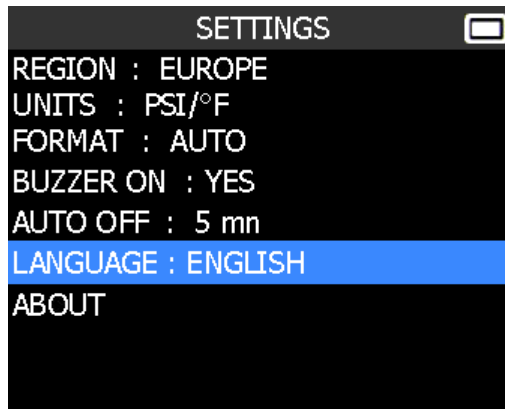 SETTINGS
REGION : EUROPE
UNITS : PSI/°F
FORMAT : AUTO
BUZZER ON : YES
AUTO OFF : 5 mn
LANGUAGE : ENGLISH
ABOUT